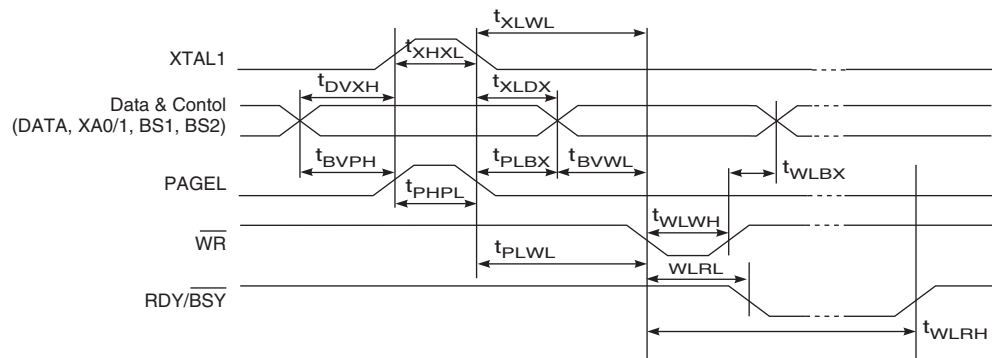 tXLWL
XTAL1
tXHXL
tDVXH
tXLDX
Data & Contol
(DATA, XA0/1, BS1, BS2)
tBVPH
tPLBX
tBVWL
tWLBX
PAGEL
tPHPL
tWLWH
WR
tPLWL
WLRL
RDY/BSY
tWLRH